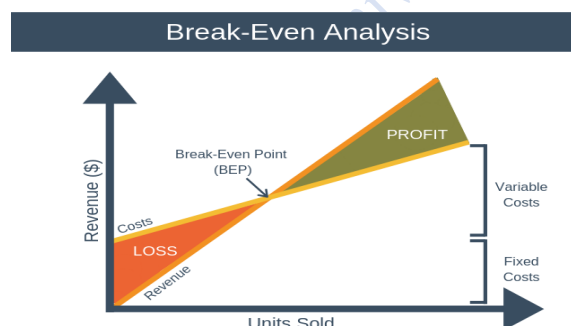 Break-Even Analysis
Revenue ($)
Break-Even Point
(BEP)
PROFIT
Costs
LOSS
Revenue
Variable
Costs
Fixed
Costs
Units Sold